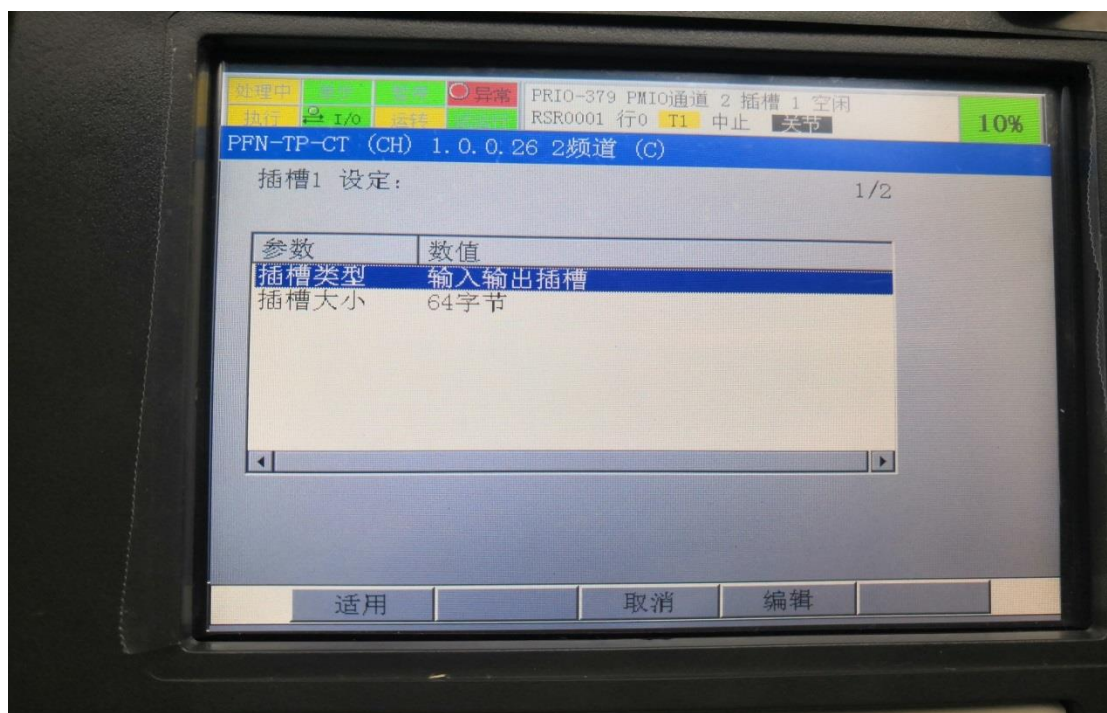 处理中 异常 PRIO-379 PMIO通道 2 插槽 1 空闲
执行 I/O 运转 RSR0001 行0 T1 中止 关节 10%
PFN-TP-CT (CH) 1.0.0.26 2频道 (C)
插槽1 设定:
1/2
参数 数值
插槽类型 输入输出插槽
插槽大小 64字节
适用 取消 编辑